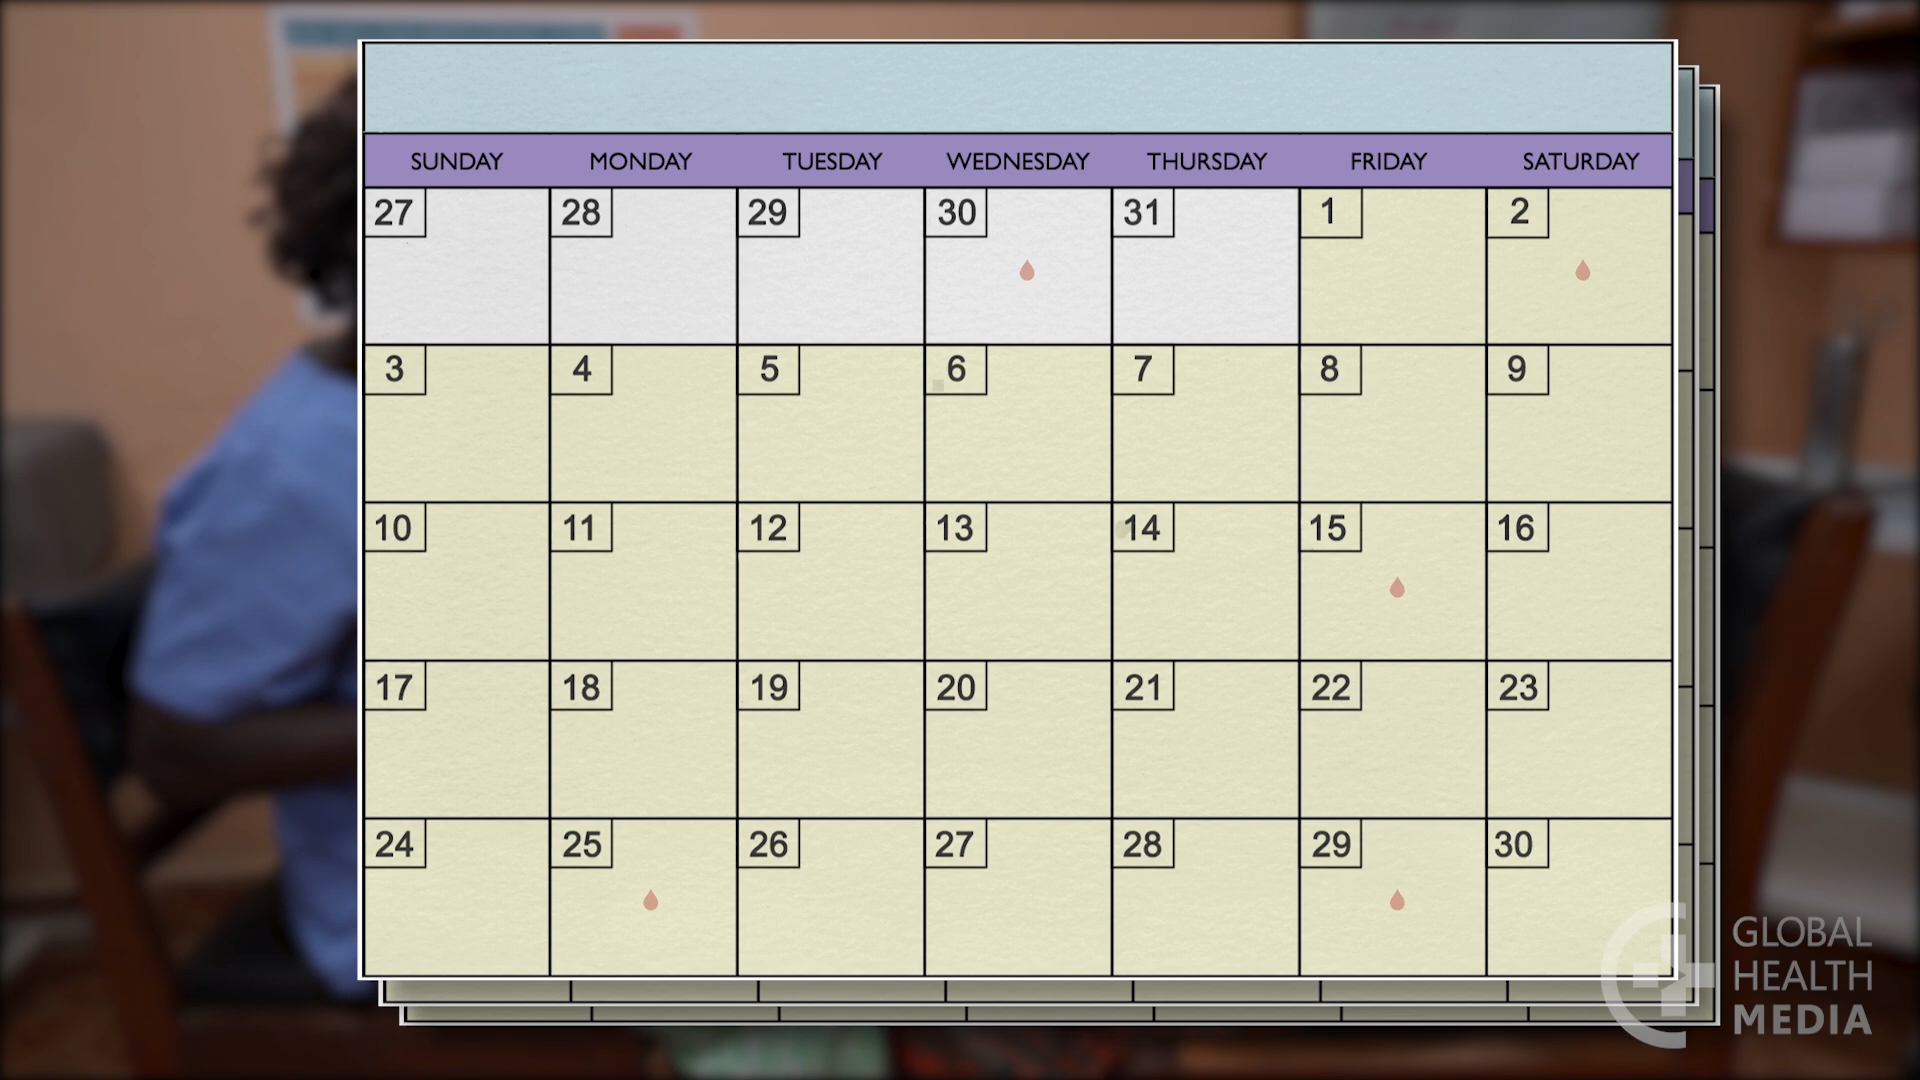 SUNDAY MONDAY TUESDAY WEDNESDAY THURSDAY FRIDAY SATURDAY
27 28 29 30 31 1 2
3 4 5 6 7 8 9
10 11 12 13 14 15 16
17 18 19 20 21 22 23
24 25 26 27 28 29 30
GLOBAL
HEALTH
MEDIA